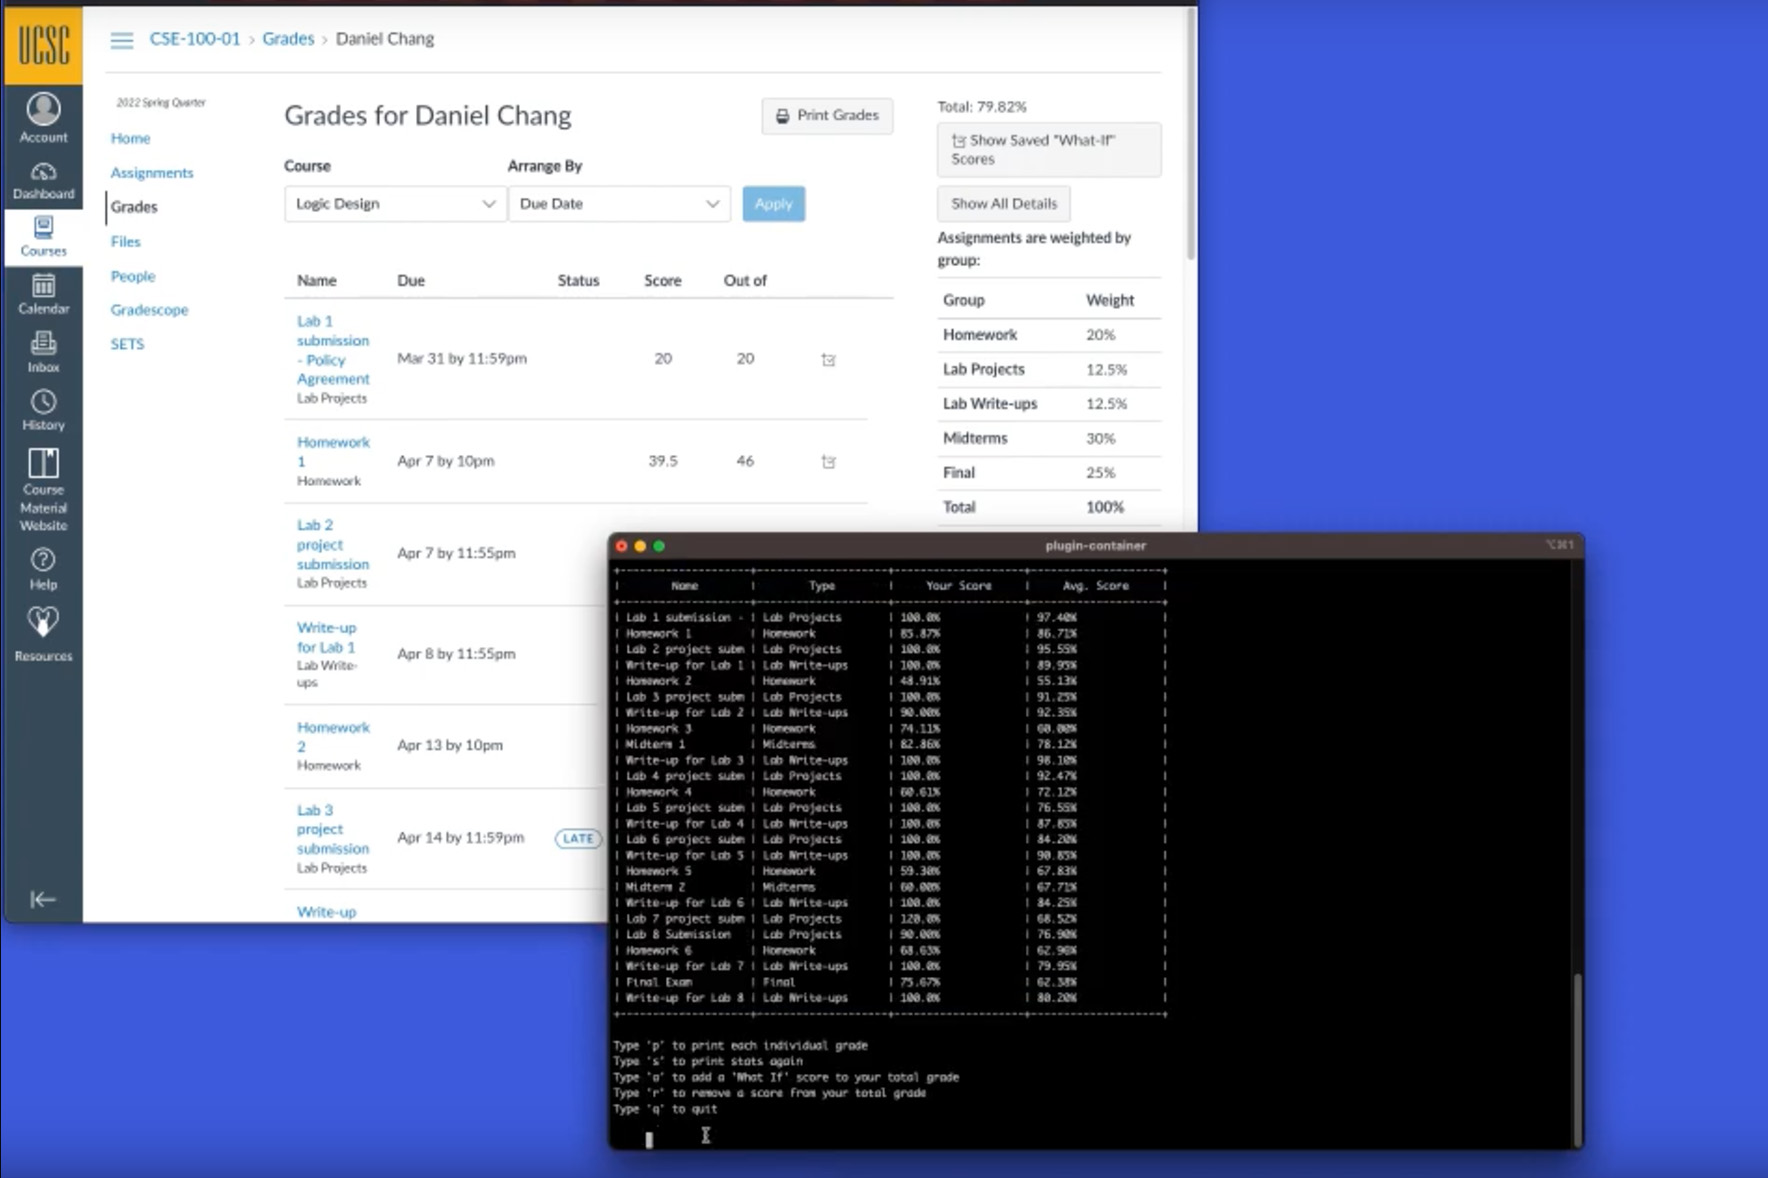 UCSC
Account
Dashboard
Courses
Calendar
Inbox
History
Course
Material
Website
Help
Resources
CSE-100-01 › Grades › Daniel Chang
2022 Spring Quarter
Home
Assignments
Grades
Files
People
Gradescope
SETS
Grades for Daniel Chang
Print Grades
Course
Arrange By
Logic Design
Due Date
Apply
Name Due Status Score Out of
Lab 1
submission
- Policy
Agreement
Lab Projects
Mar 31 by 11:59pm 20 20
Homework
1
Homework
Apr 7 by 10pm 39.5 46
Lab 2
project
submission
Lab Projects
Apr 7 by 11:55pm
Write-up
for Lab 1
Lab Write-
ups
Apr 8 by 11:55pm
Homework
2
Homework
Apr 13 by 10pm
Lab 3
project
submission
Lab Projects
Apr 14 by 11:59pm LATE
Write-up
Total: 79.82%
Show Saved "What-If"
Scores
Show All Details
Assignments are weighted by
group:
Group Weight
Homework 20%
Lab Projects 12.5%
Lab Write-ups 12.5%
Midterms 30%
Final 25%
Total 100%
plugin-container
⌥⌘1
| Name | Type | Your Score | Avg. Score |
| Lab 1 submission - | Lab Projects | 100.0% | 97.40% |
| Homework 1 | Homework | 85.87% | 86.71% |
| Lab 2 project subm | Lab Projects | 100.0% | 95.55% |
| Write-up for Lab 1 | Lab Write-ups | 100.0% | 89.95% |
| Homework 2 | Homework | 48.91% | 55.13% |
| Lab 3 project subm | Lab Projects | 100.0% | 91.25% |
| Write-up for Lab 2 | Lab Write-ups | 90.00% | 92.35% |
| Homework 3 | Homework | 74.11% | 60.00% |
| Midterm 1 | Midterms | 82.86% | 78.12% |
| Write-up for Lab 3 | Lab Write-ups | 100.0% | 98.10% |
| Lab 4 project subm | Lab Projects | 100.0% | 92.47% |
| Homework 4 | Homework | 60.61% | 72.12% |
| Lab 5 project subm | Lab Projects | 100.0% | 76.55% |
| Write-up for Lab 4 | Lab Write-ups | 100.0% | 87.85% |
| Lab 6 project subm | Lab Projects | 100.0% | 84.20% |
| Write-up for Lab 5 | Lab Write-ups | 100.0% | 90.85% |
| Homework 5 | Homework | 59.30% | 67.83% |
| Midterm 2 | Midterms | 60.00% | 67.71% |
| Write-up for Lab 6 | Lab Write-ups | 100.0% | 84.25% |
| Lab 7 project subm | Lab Projects | 120.0% | 68.52% |
| Lab 8 Submission | Lab Projects | 90.00% | 76.90% |
| Homework 6 | Homework | 68.63% | 62.96% |
| Write-up for Lab 7 | Lab Write-ups | 100.0% | 79.95% |
| Final Exam | Final | 75.67% | 62.38% |
| Write-up for Lab 8 | Lab Write-ups | 100.0% | 80.20% |
Type 'p' to print each individual grade
Type 's' to print stats again
Type 'a' to add a 'What If' score to your total grade
Type 'r' to remove a score from your total grade
Type 'q' to quit